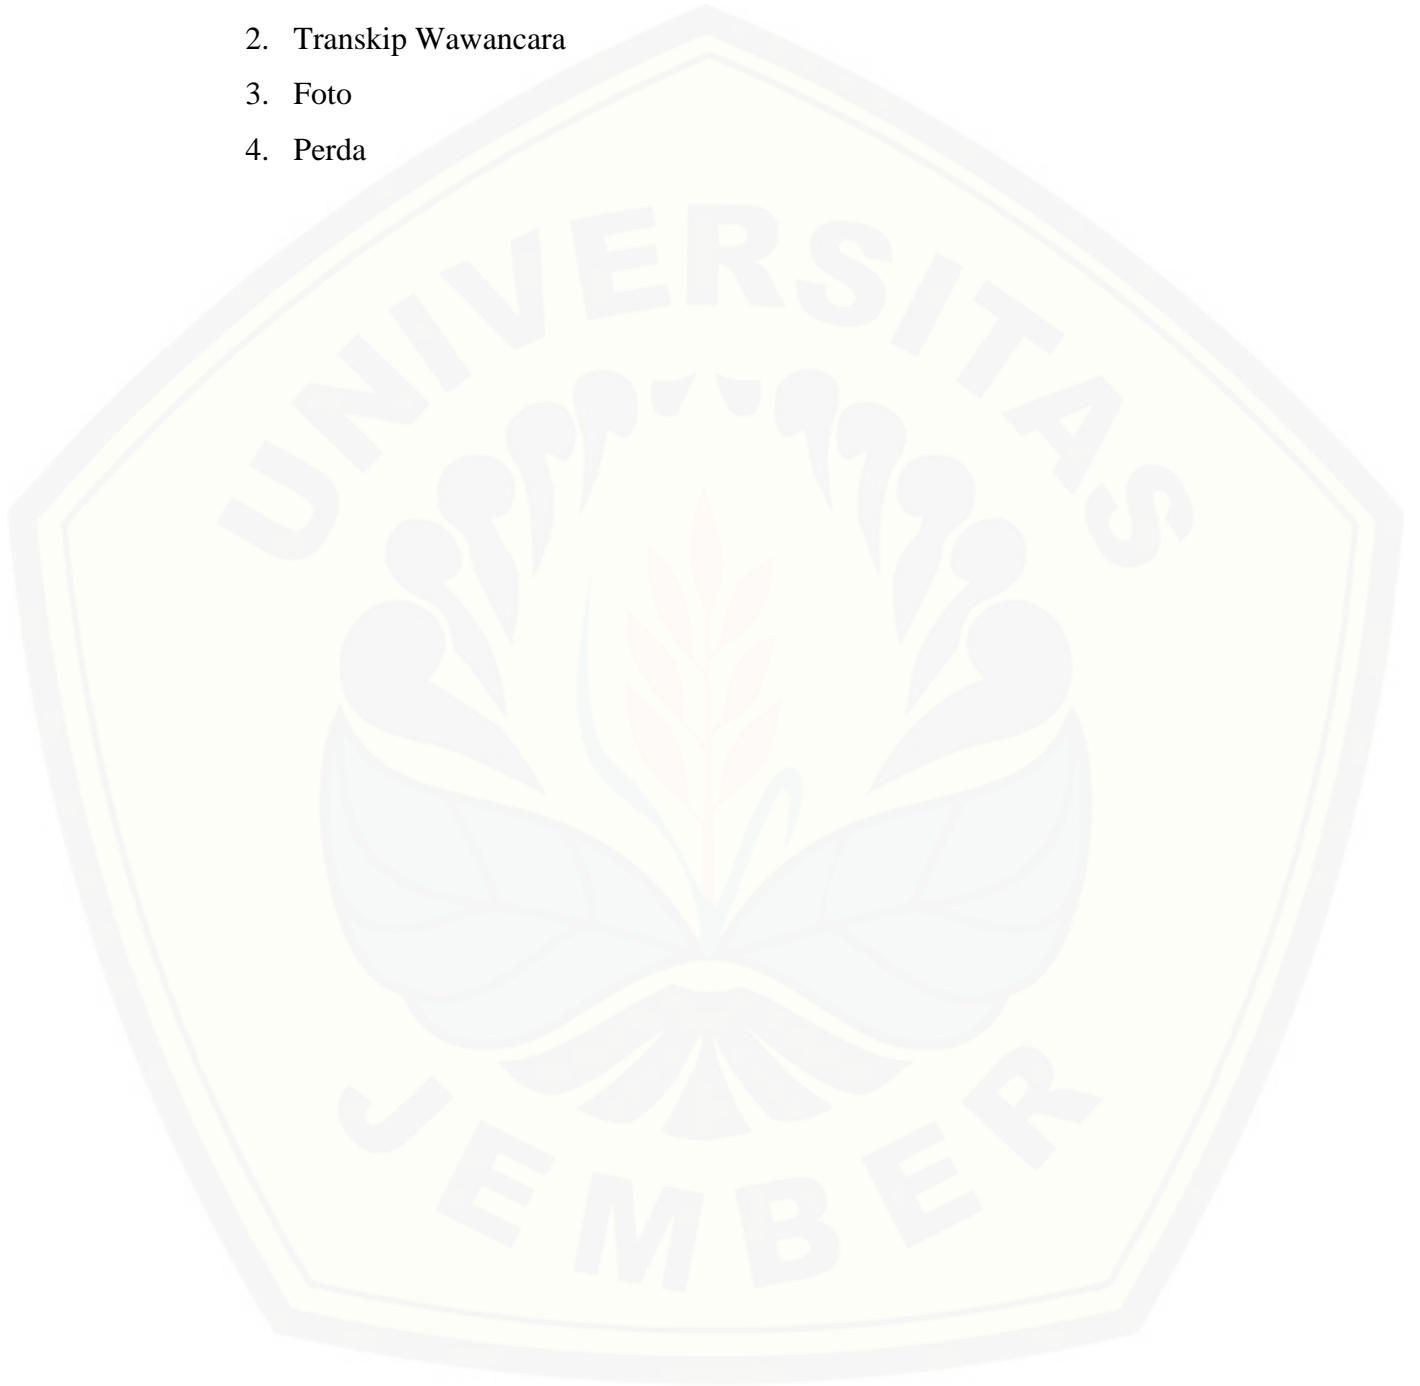 2. Transkip Wawancara
3. Foto
4. Perda
UNIVERSITAS
JEMBER